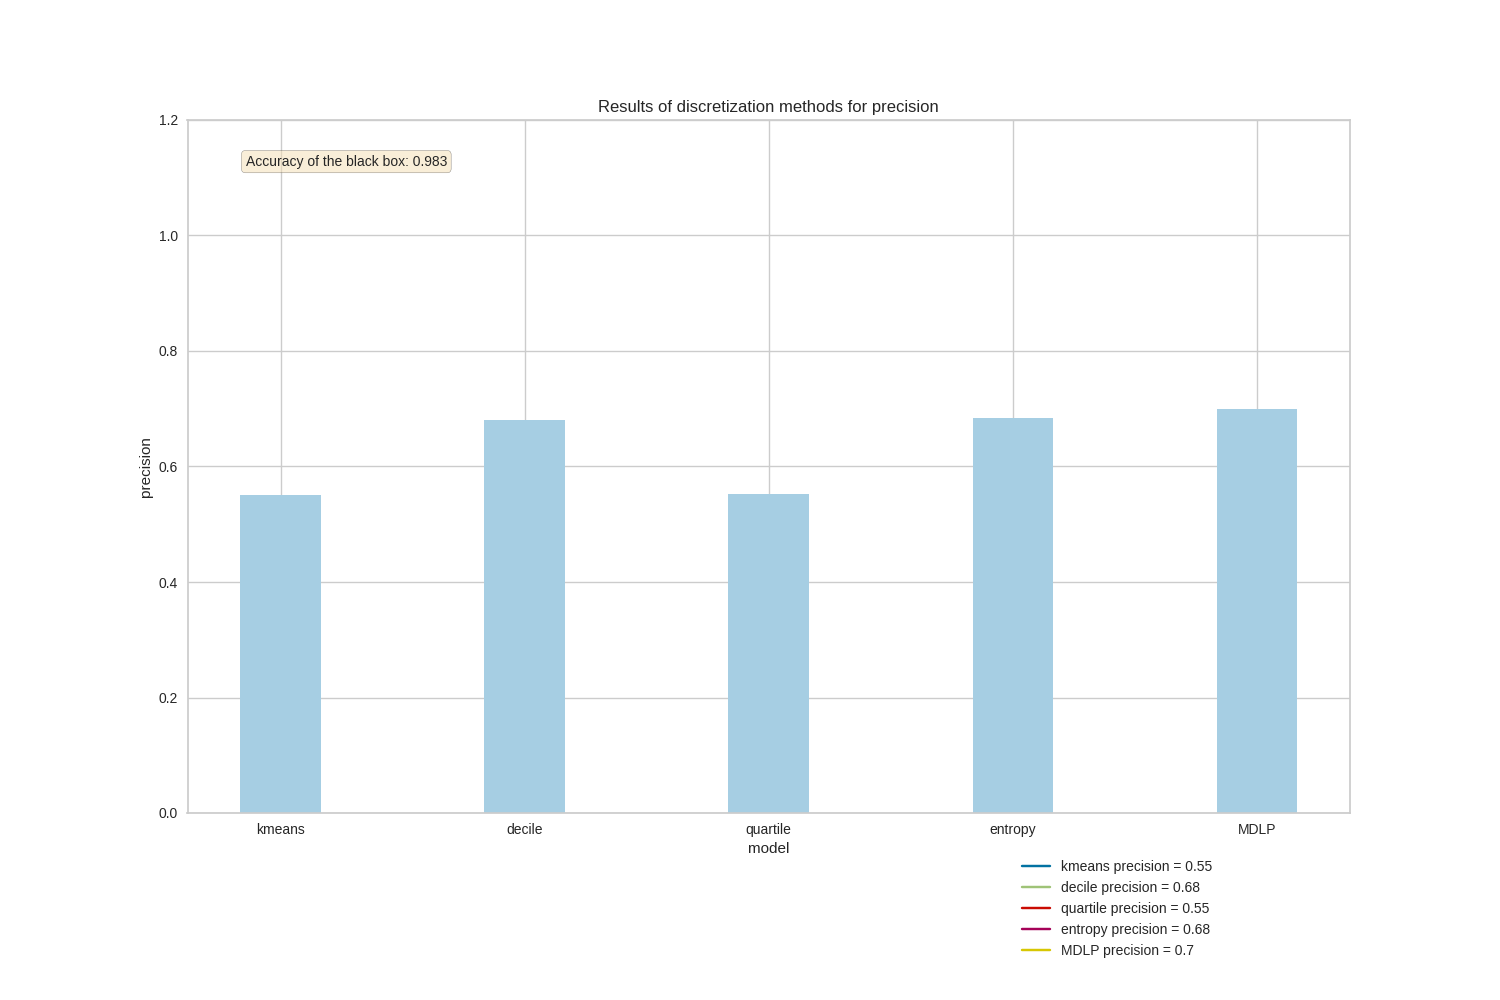 Results of discretization methods for precision
1.2
Accuracy of the black box: 0.983
1.0
0.8
0.6
precision
0.4
0.2
0.0
kmeans decile quartile entropy MDLP
model
kmeans precision = 0.55
decile precision = 0.68
quartile precision = 0.55
entropy precision = 0.68
MDLP precision = 0.7